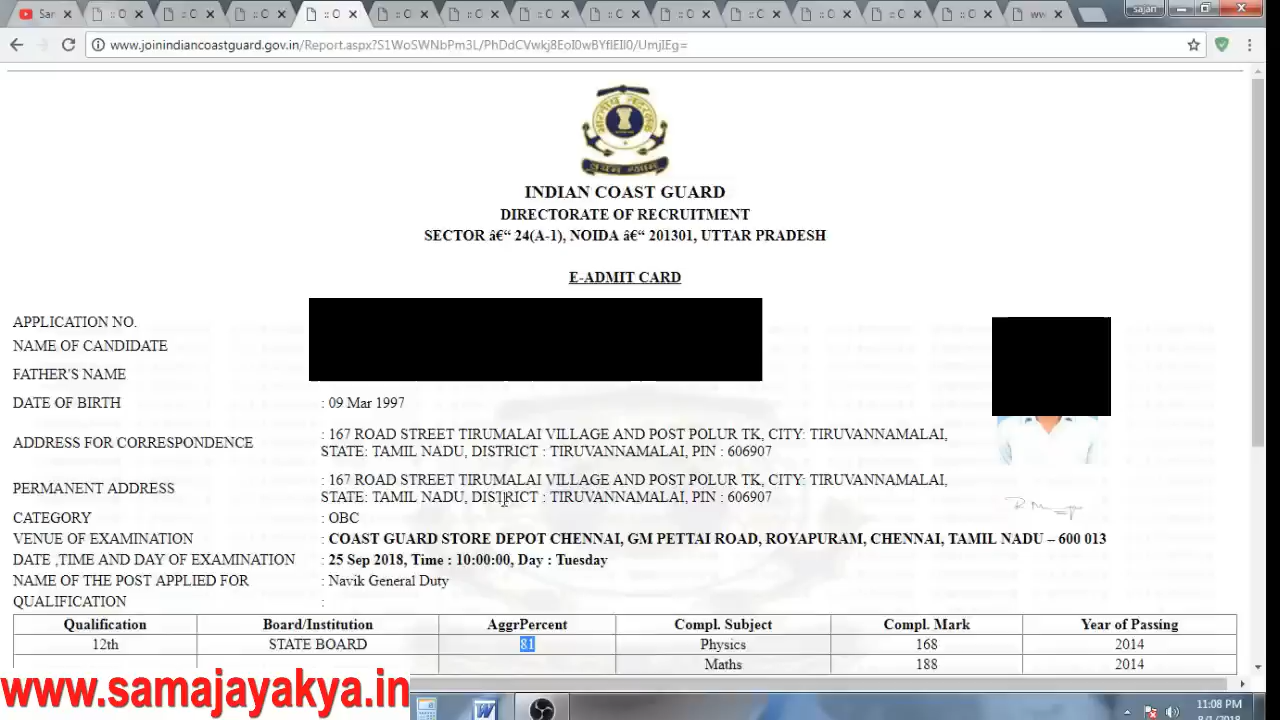 San
:: O
:: O
:: O
:: O
:: O
:: O
:: O
:: O
:: O
:: O
:: O
:: O
:: O
www
sajan
www.joinindiancoastguard.gov.in/Report.aspx?S1WoSWNbPm3L/PhDdCVwkj8EoI0wBYflEIl0/UmjIEg=
INDIAN COAST GUARD
DIRECTORATE OF RECRUITMENT
SECTOR â€“ 24(A-1), NOIDA â€“ 201301, UTTAR PRADESH
E-ADMIT CARD
APPLICATION NO.
NAME OF CANDIDATE
FATHER'S NAME
DATE OF BIRTH : 09 Mar 1997
ADDRESS FOR CORRESPONDENCE : 167 ROAD STREET TIRUMALAI VILLAGE AND POST POLUR TK, CITY: TIRUVANNAMALAI,
STATE: TAMIL NADU, DISTRICT : TIRUVANNAMALAI, PIN : 606907
PERMANENT ADDRESS : 167 ROAD STREET TIRUMALAI VILLAGE AND POST POLUR TK, CITY: TIRUVANNAMALAI,
STATE: TAMIL NADU, DISTRICT : TIRUVANNAMALAI, PIN : 606907
CATEGORY : OBC
VENUE OF EXAMINATION : COAST GUARD STORE DEPOT CHENNAI, GM PETTAI ROAD, ROYAPURAM, CHENNAI, TAMIL NADU – 600 013
DATE ,TIME AND DAY OF EXAMINATION : 25 Sep 2018, Time : 10:00:00, Day : Tuesday
NAME OF THE POST APPLIED FOR : Navik General Duty
QUALIFICATION :
Qualification Board/Institution AggrPercent Compl. Subject Compl. Mark Year of Passing
12th STATE BOARD 81 Physics 168 2014
Maths 188 2014
www.samajayakya.in
11:08 PM
8/1/2018